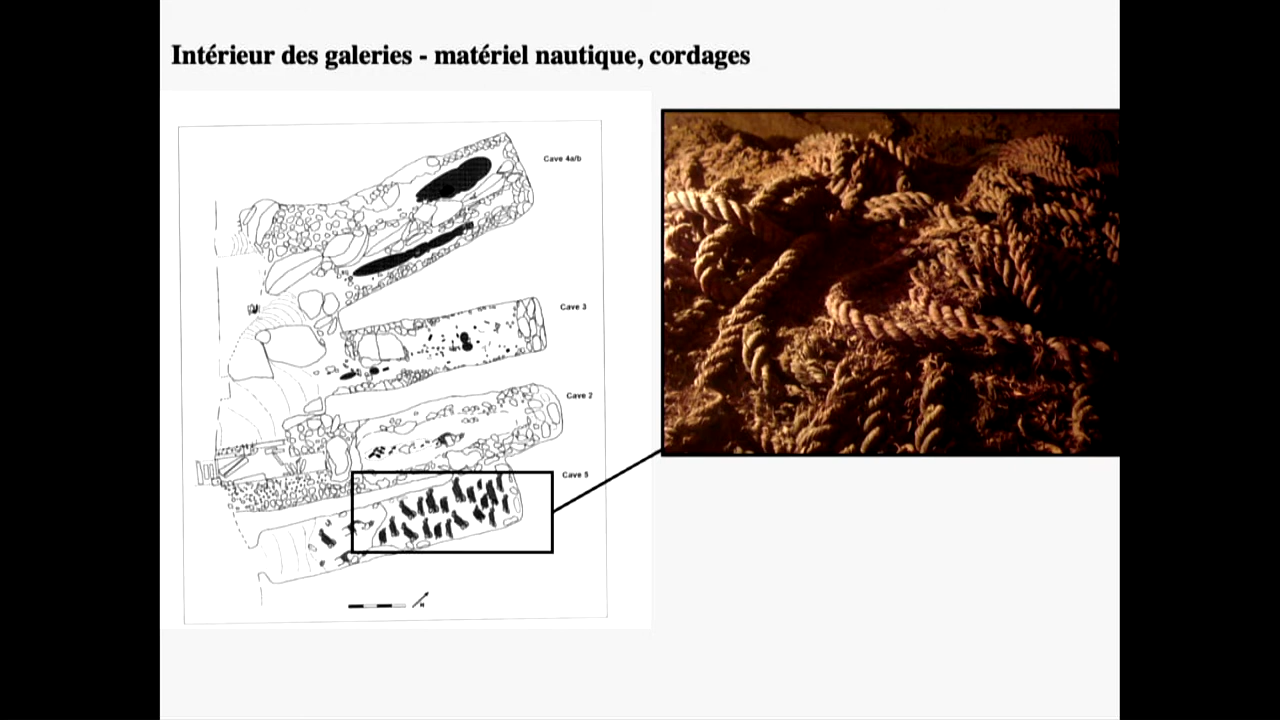 Intérieur des galeries - matériel nautique, cordages
Cave 4a/b
Cave 3
Cave 2
Cave 5
N